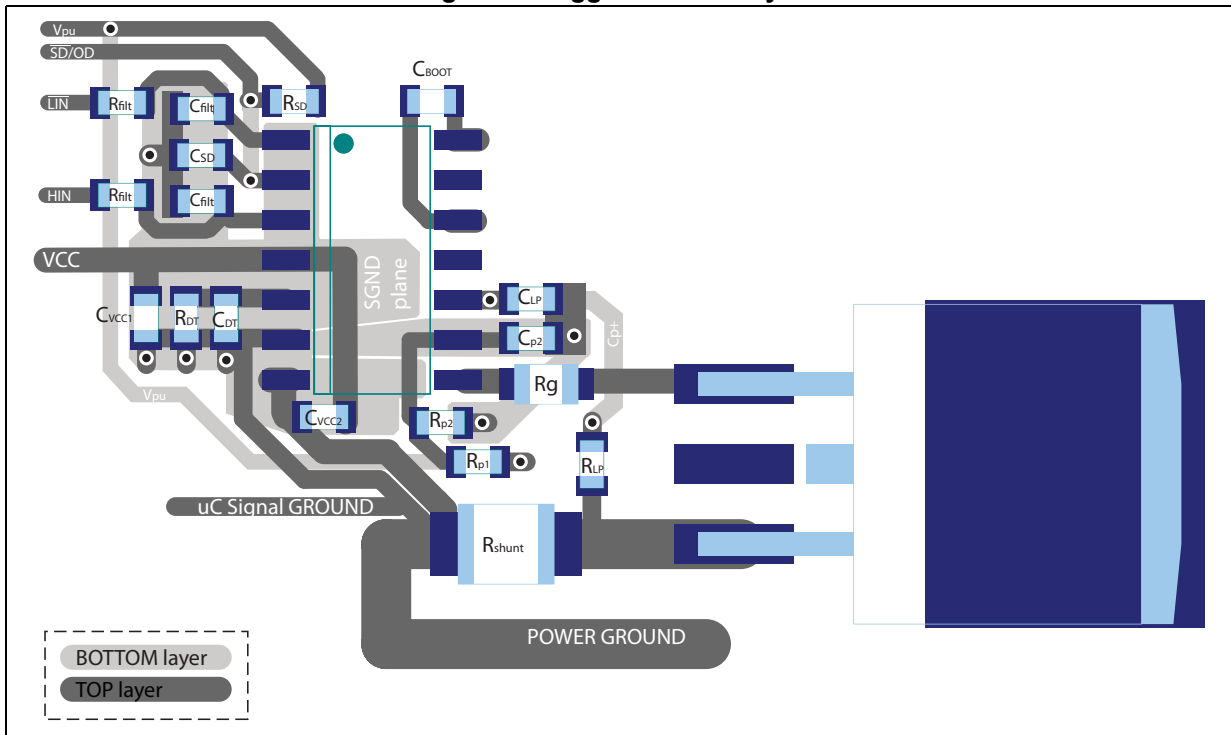 Vpu
SD/OD
LIN
HIN
VCC
Rfilt
Cfilt
CSD
Rfilt
Cfilt
RSD
CBOOT
SGND
plane
CVCC1
RDT
CDT
CLP
Cp2
Cp+
Rg
Vpu
CVCC2
Rp2
Rp1
RLP
uC Signal GROUND
Rshunt
POWER GROUND
BOTTOM layer
TOP layer